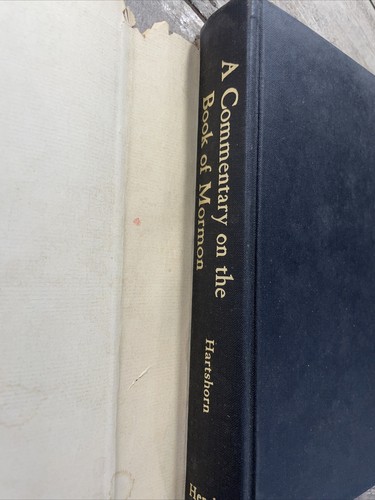 A Commentary on the
Book of Mormon
Hartshorn